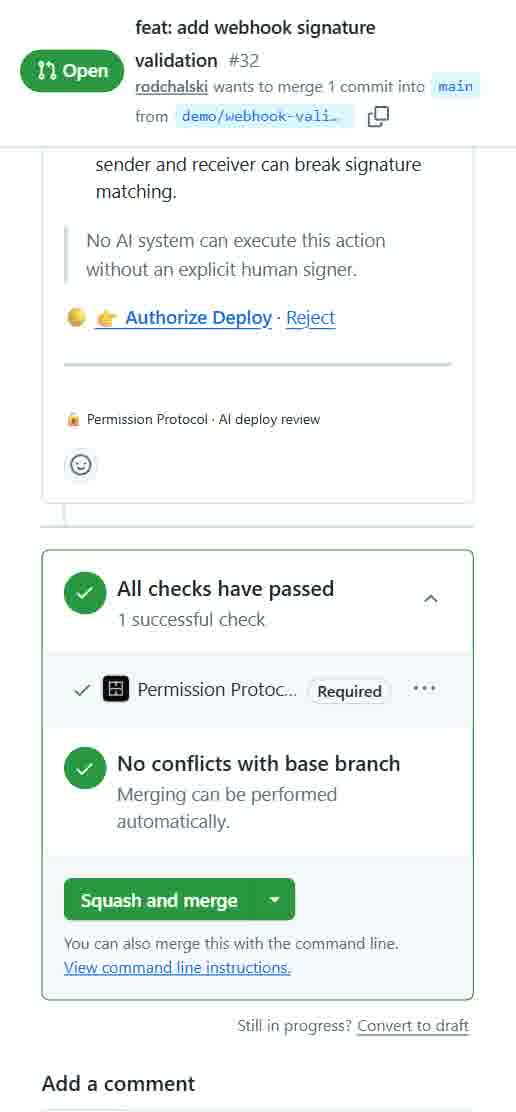 feat: add webhook signature
validation #32
Open
rodchalski wants to merge 1 commit into main
from demo/webhook-vali…
sender and receiver can break signature
matching.
No AI system can execute this action
without an explicit human signer.
👉 Authorize Deploy · Reject
Permission Protocol · AI deploy review
All checks have passed
1 successful check
Permission Protoc... Required
No conflicts with base branch
Merging can be performed
automatically.
Squash and merge
You can also merge this with the command line.
View command line instructions.
Still in progress? Convert to draft
Add a comment